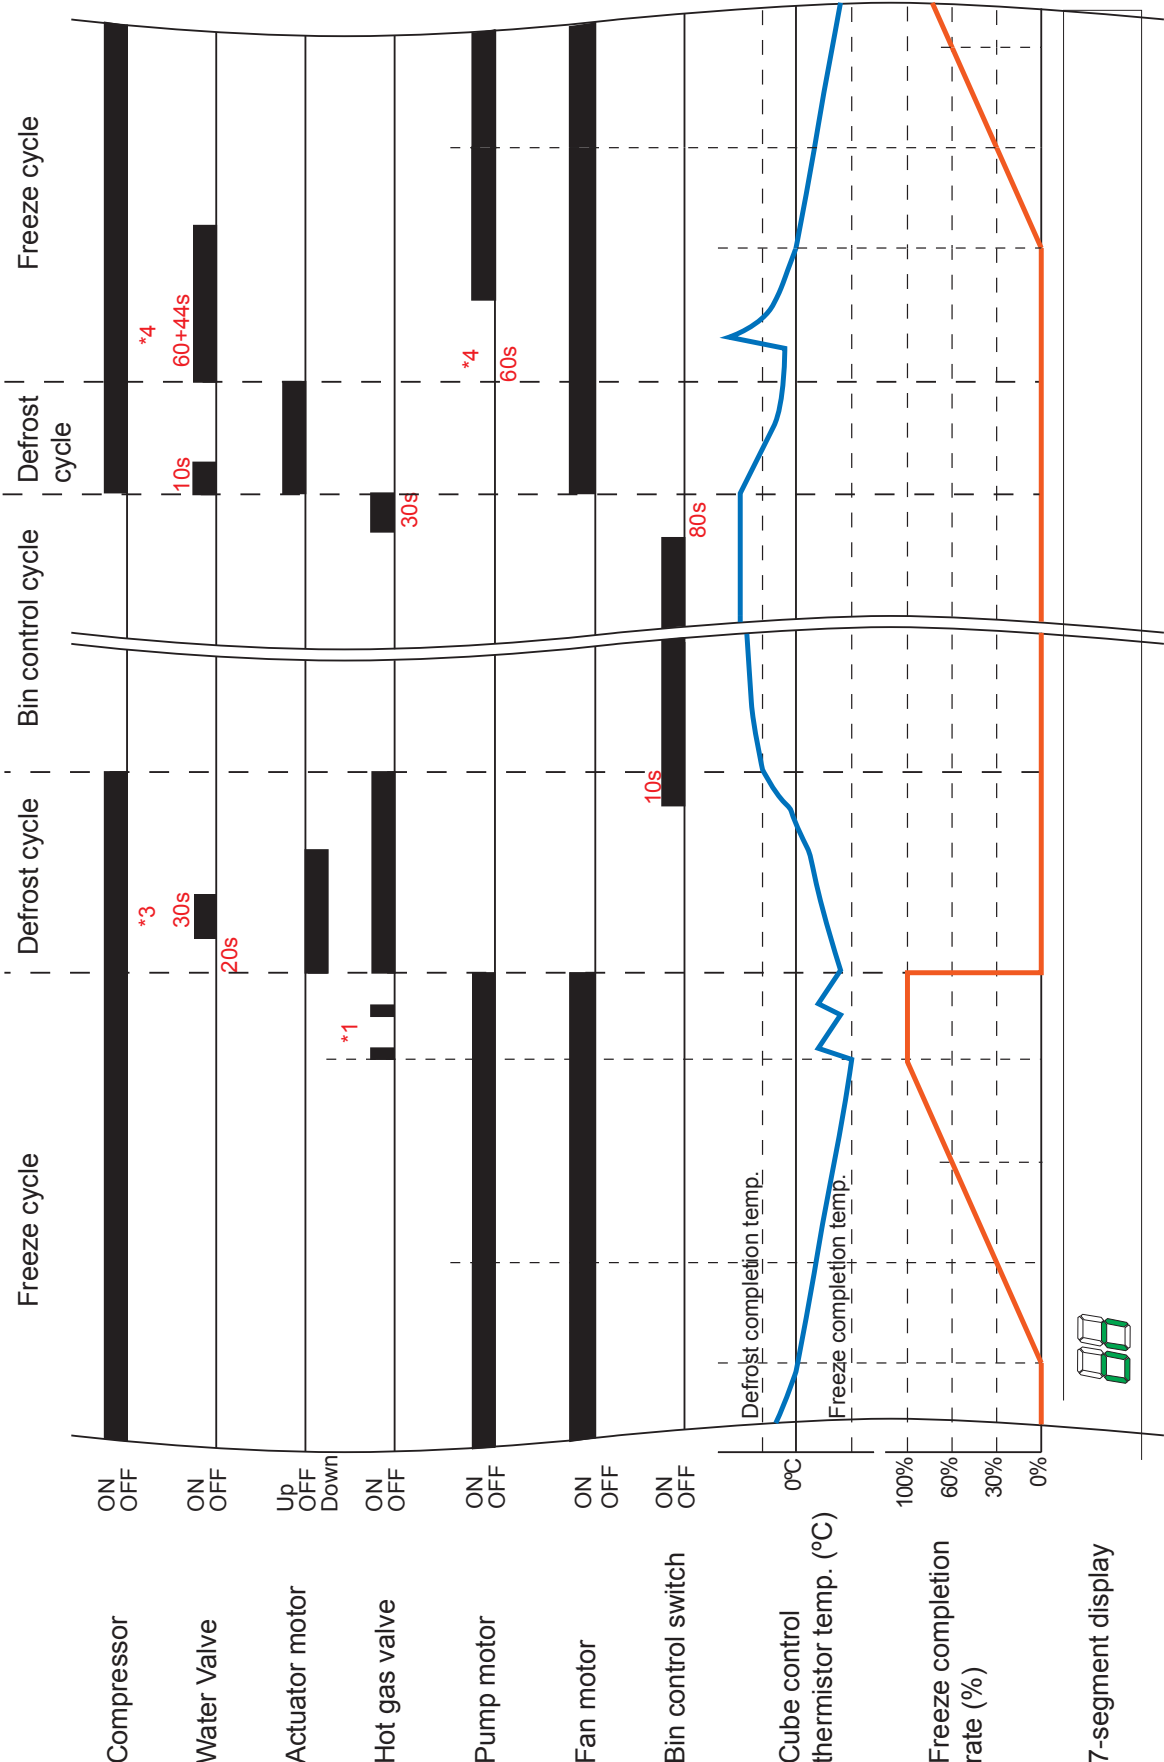 Freeze cycle
Defrost cycle
Bin control cycle
Defrost
cycle
Freeze cycle
Compressor
ON
OFF
*3
*4
Water Valve
ON
OFF
20s
30s
10s
60+44s
Actuator motor
Up
OFF
Down
Hot gas valve
ON
OFF
*1
30s
Pump motor
ON
OFF
*4
60s
Fan motor
ON
OFF
Bin control switch
ON
OFF
10s
80s
Cube control
thermistor temp. (ºC)
0ºC
Defrost completion temp.
Freeze completion temp.
Freeze completion
rate (%)
100%
60%
30%
0%
7-segment display